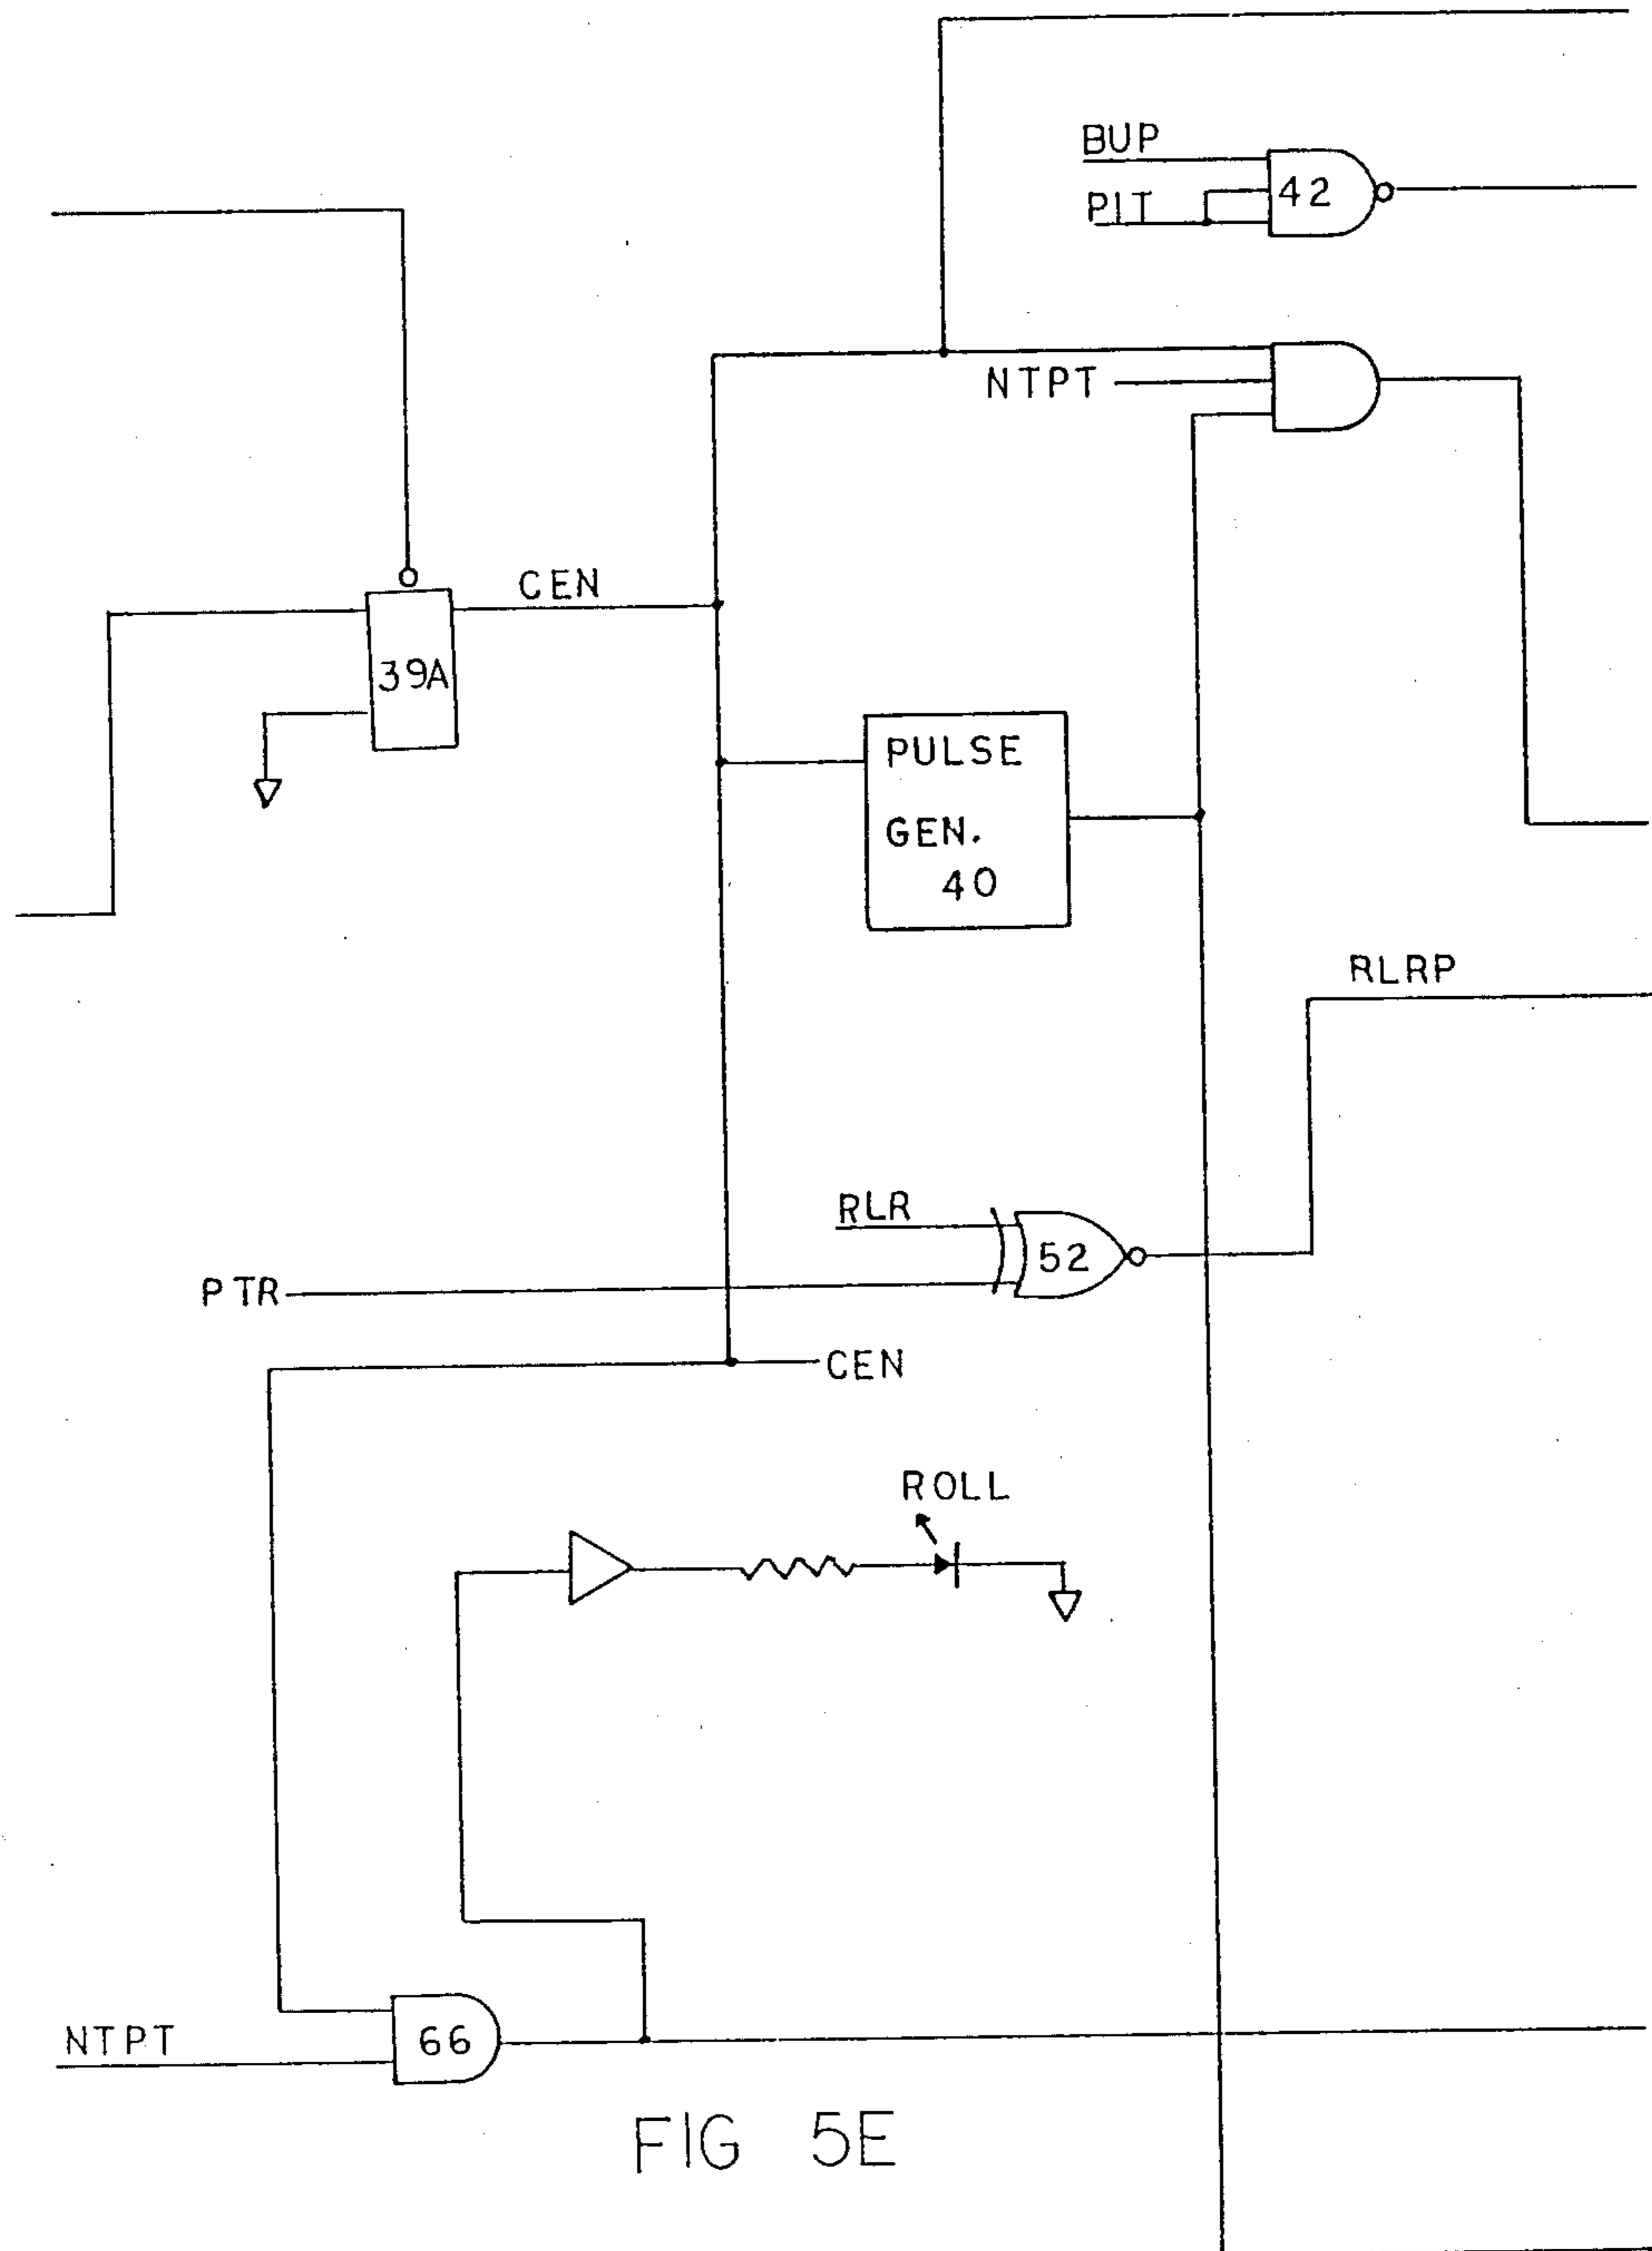 BUP
PIT
42
NTPT
CEN
39A
PULSE
GEN.
40
RLRP
RLR
52
PTR
CEN
ROLL
NTPT
66
FIG 5E